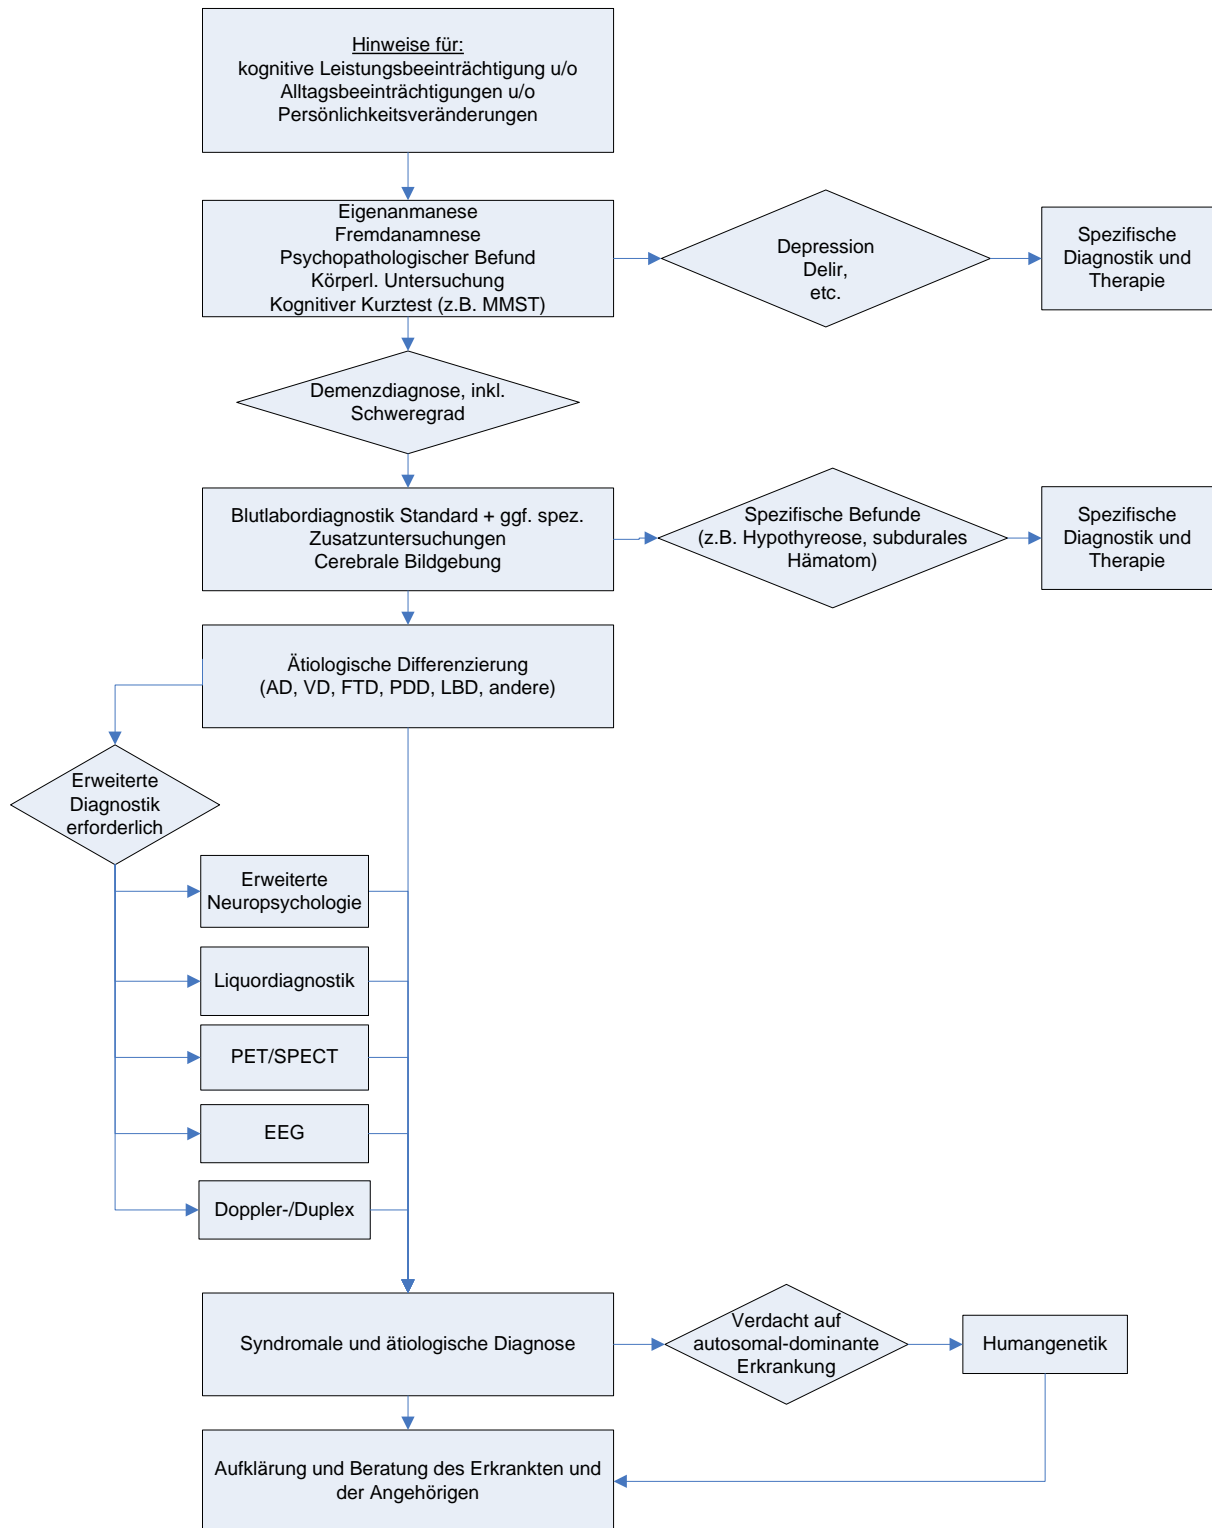 Hinweise für:
kognitive Leistungsbeeinträchtigung u/o
Alltagsbeeinträchtigungen u/o
Persönlichkeitsveränderungen
Eigenanmanese
Fremdanamnese
Psychopathologischer Befund
Körperl. Untersuchung
Kognitiver Kurztest (z.B. MMST)
Depression
Delir,
etc.
Spezifische
Diagnostik und
Therapie
Demenzdiagnose, inkl.
Schweregrad
Blutlabordiagnostik Standard + ggf. spez.
Zusatzuntersuchungen
Cerebrale Bildgebung
Spezifische Befunde
(z.B. Hypothyreose, subdurales
Hämatom)
Spezifische
Diagnostik und
Therapie
Ätiologische Differenzierung
(AD, VD, FTD, PDD, LBD, andere)
Erweiterte
Diagnostik
erforderlich
Erweiterte
Neuropsychologie
Liquordiagnostik
PET/SPECT
EEG
Doppler-/Duplex
Syndromale und ätiologische Diagnose
Verdacht auf
autosomal-dominante
Erkrankung
Humangenetik
Aufklärung und Beratung des Erkrankten und
der Angehörigen